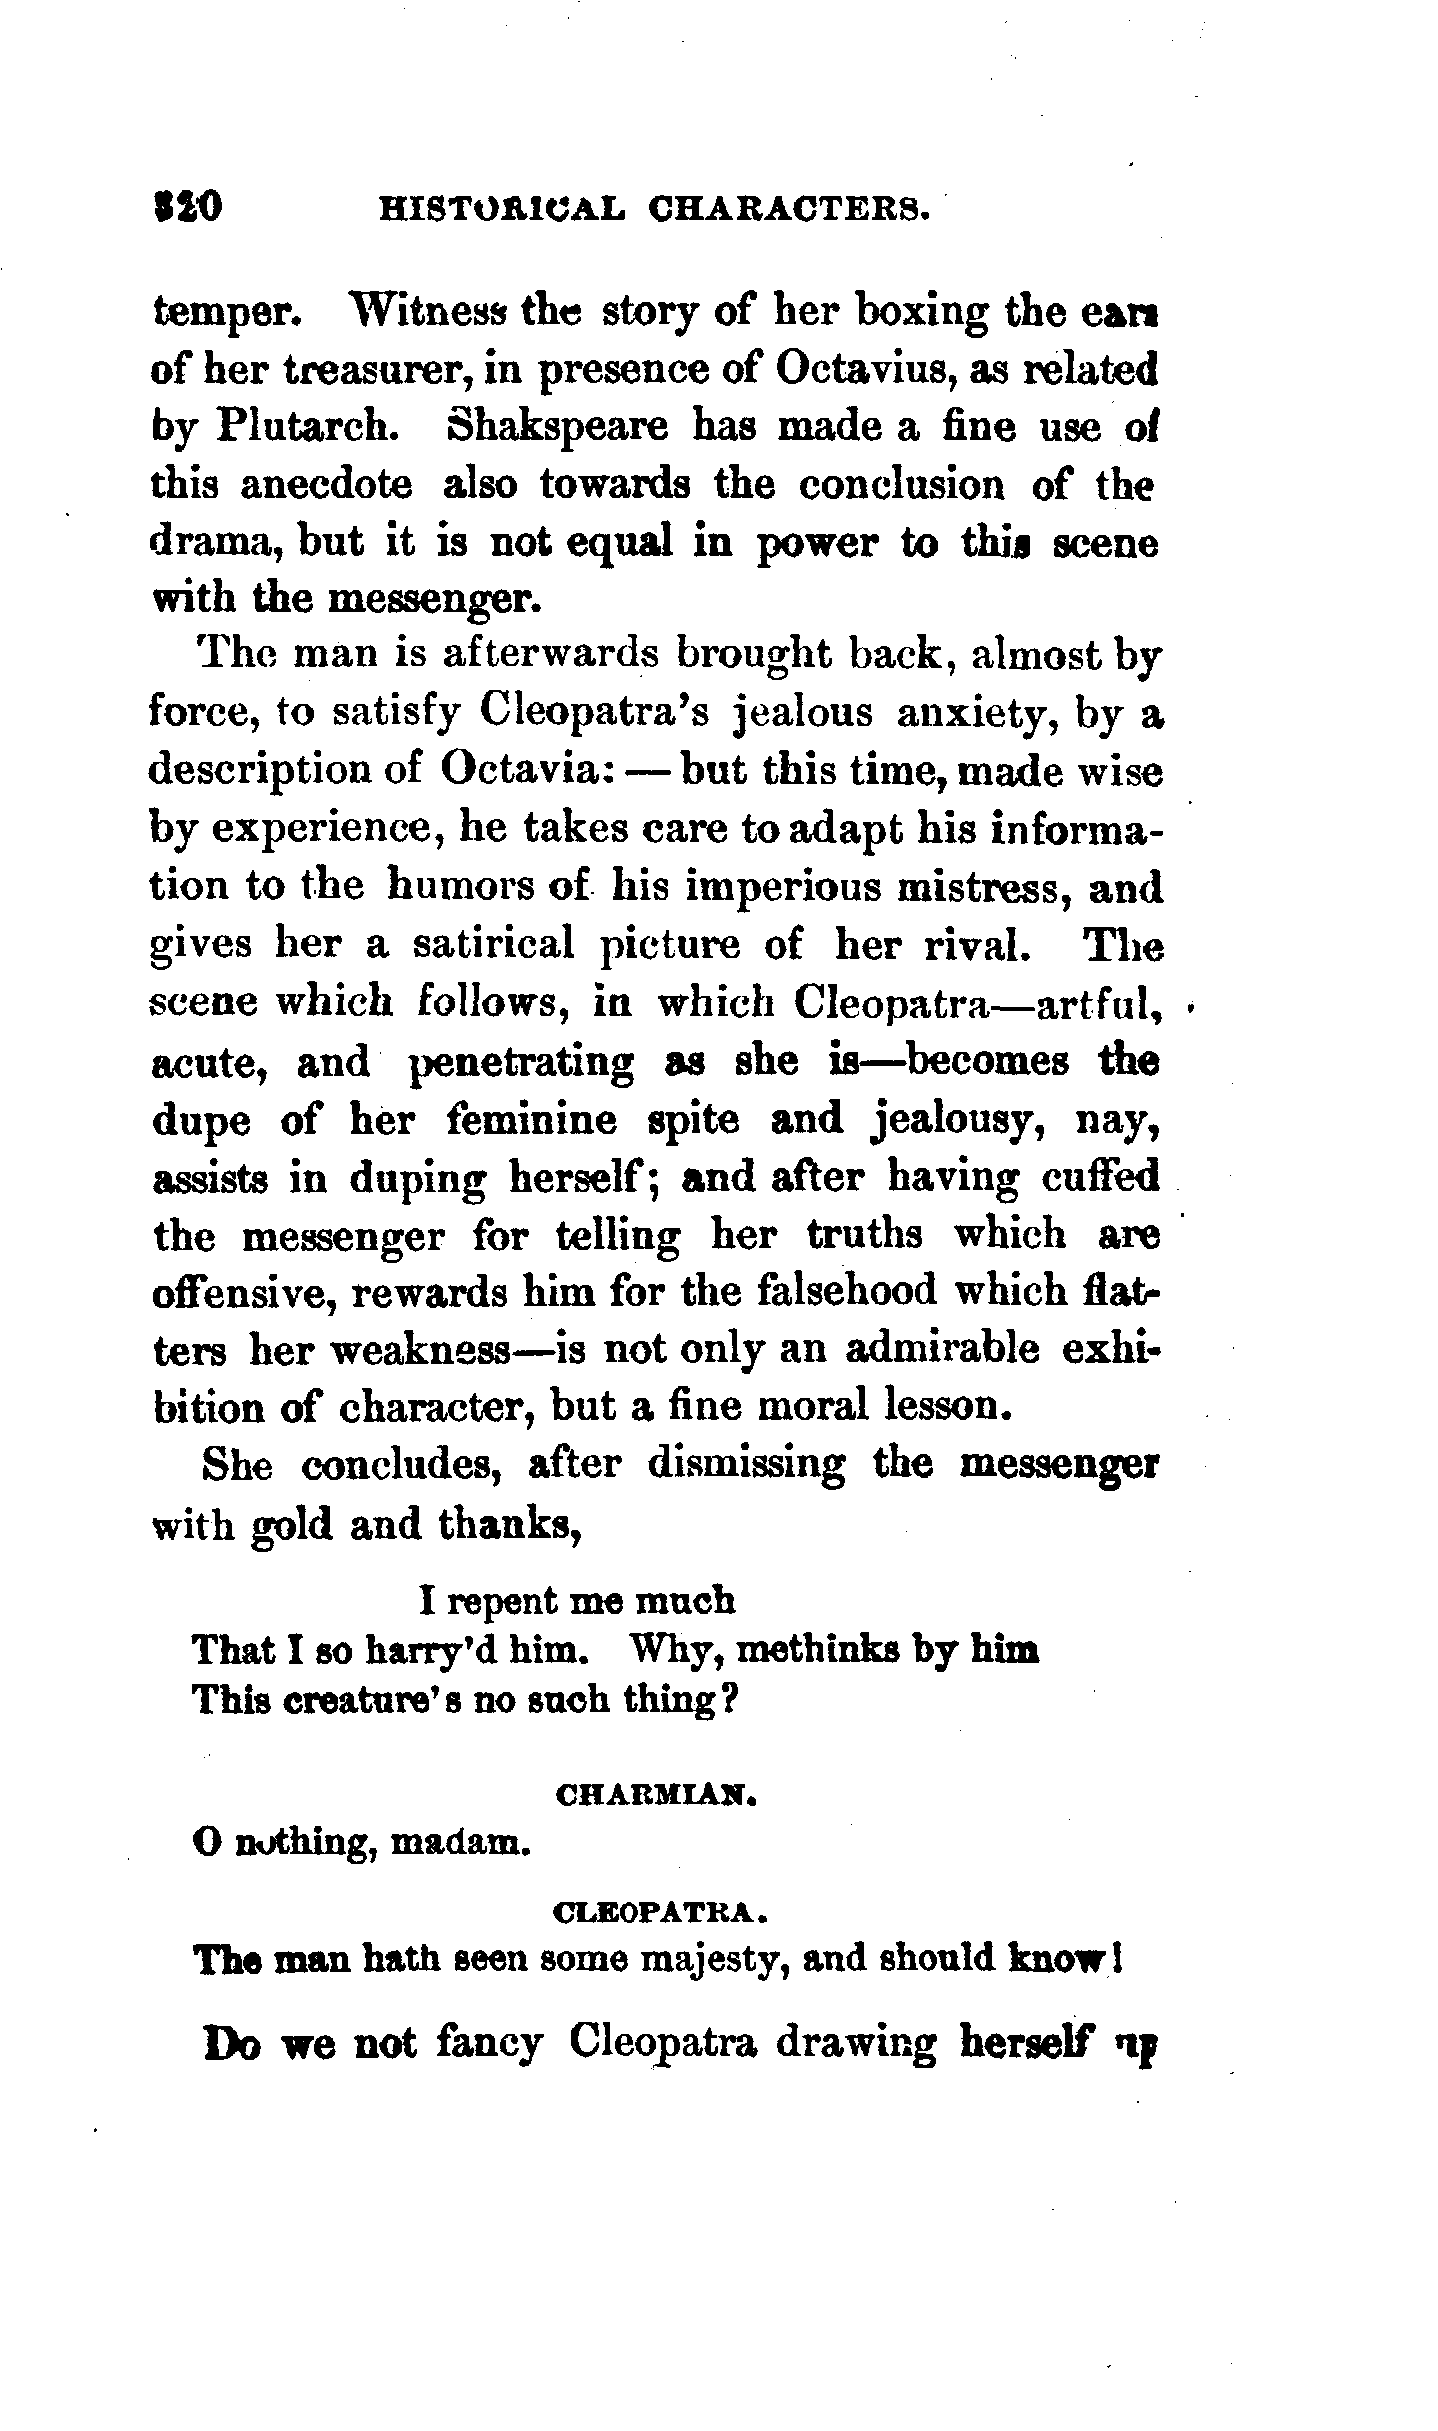 320 HISTORICAL CHARACTERS.
temper. Witness the story of her boxing the ears
of her treasurer, in presence of Octavius, as related
by Plutarch. Shakspeare has made a fine use of
this anecdote also towards the conclusion of the
drama, but it is not equal in power to this scene
with the messenger.
The man is afterwards brought back, almost by
force, to satisfy Cleopatra's jealous anxiety, by a
description of Octavia: — but this time, made wise
by experience, he takes care to adapt his informa-
tion to the humors of his imperious mistress, and
gives her a satirical picture of her rival. The
scene which follows, in which Cleopatra—artful,
acute, and penetrating as she is—becomes the
dupe of her feminine spite and jealousy, nay,
assists in duping herself; and after having cuffed
the messenger for telling her truths which are
offensive, rewards him for the falsehood which flat-
ters her weakness—is not only an admirable exhi-
bition of character, but a fine moral lesson.
She concludes, after dismissing the messenger
with gold and thanks,
I repent me much
That I so harry'd him. Why, methinks by him
This creature's no such thing?
CHARMIAN.
O nothing, madam.
CLEOPATRA.
The man hath seen some majesty, and should know!
Do we not fancy Cleopatra drawing herself up